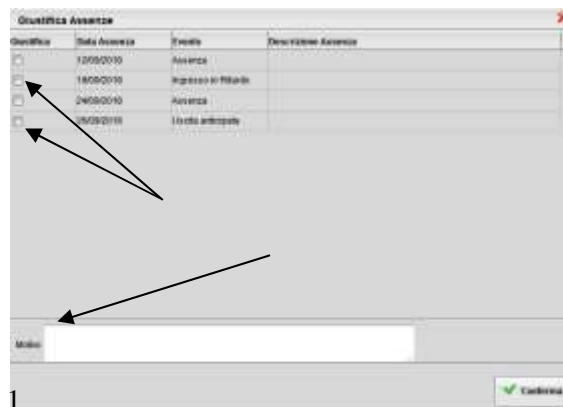 Giustifica Assenze
Giustifica Data Assenza Evento Descrizione Assenza
12/09/2010 Assenza
18/09/2010 Ingresso in Ritardo
24/09/2010 Assenza
25/09/2010 Uscita anticipata
Motivo
Conferma
1